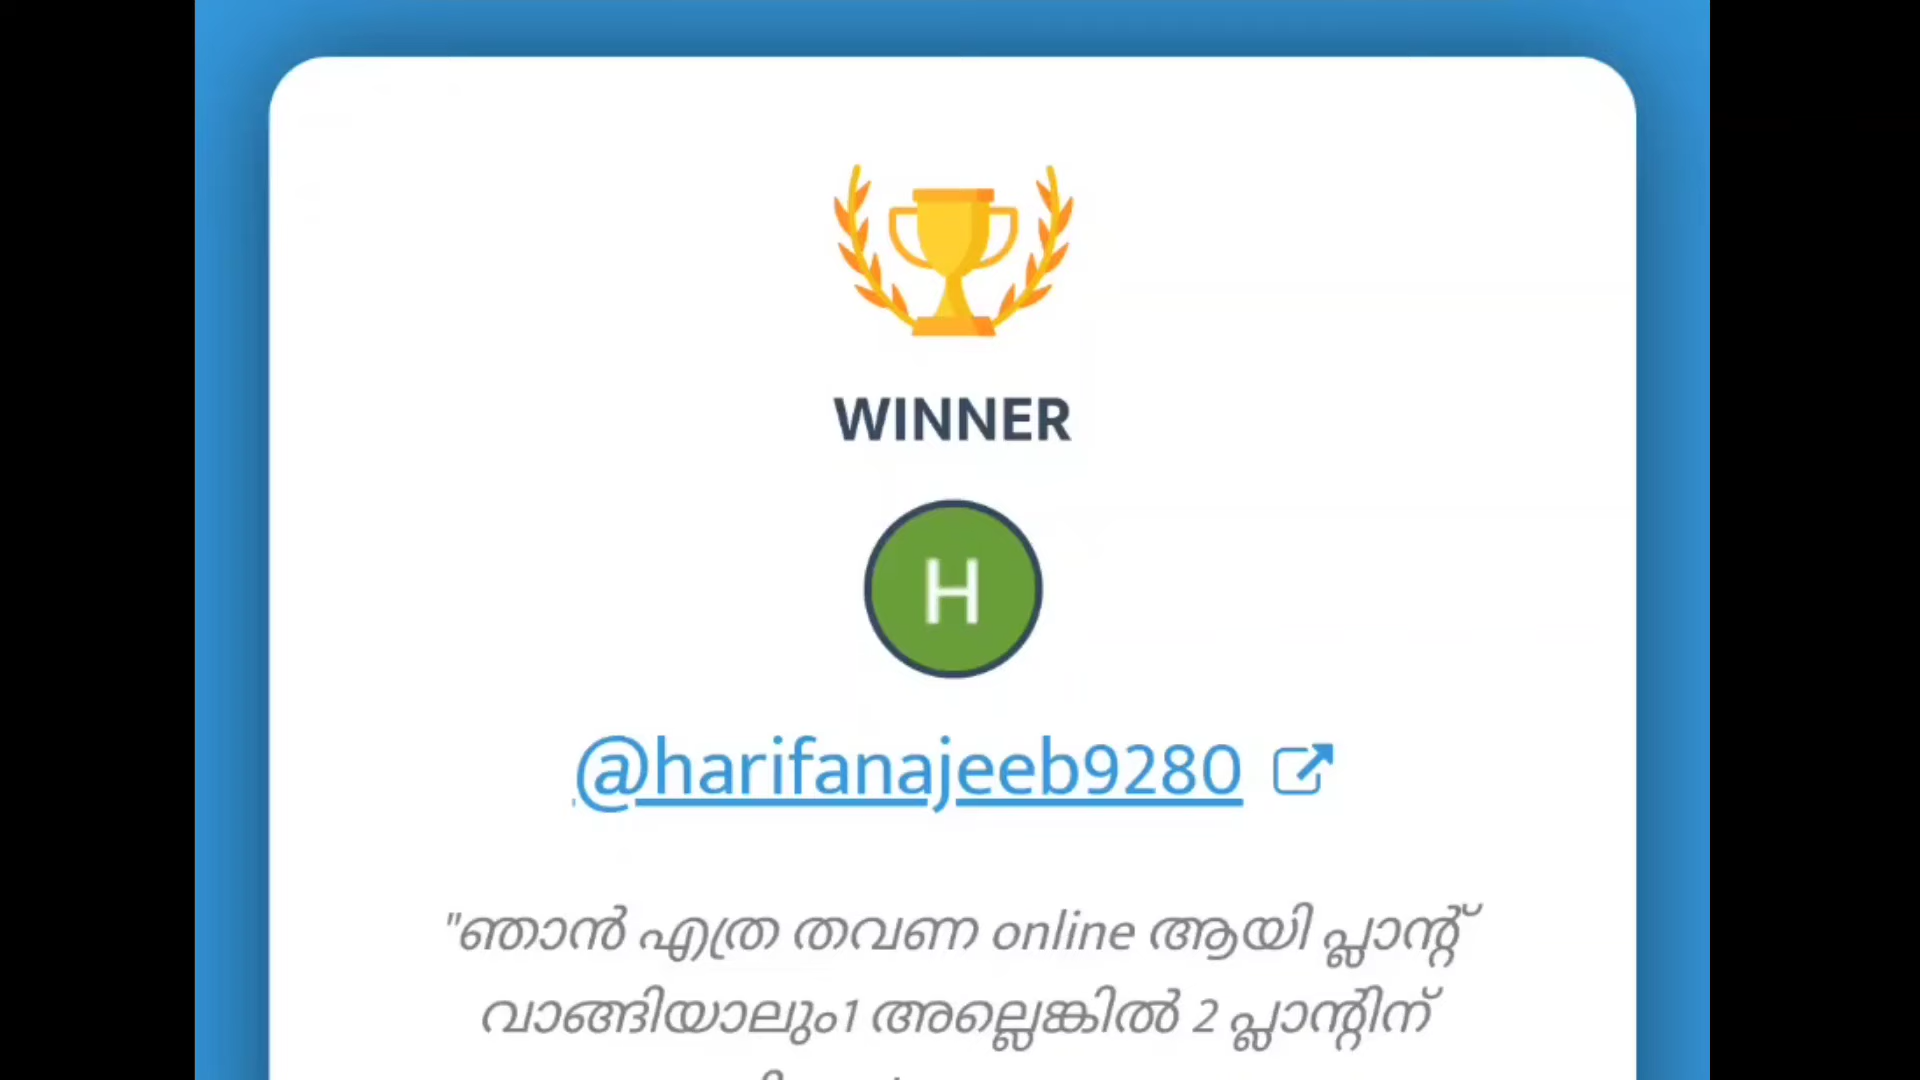 WINNER
H
@harifanajeeb9280
"ഞാൻ എത്ര തവണ online ആയി പ്ലാന്റ്
വാങ്ങിയാലും1 അല്ലെങ്കിൽ 2 പ്ലാന്റിന്